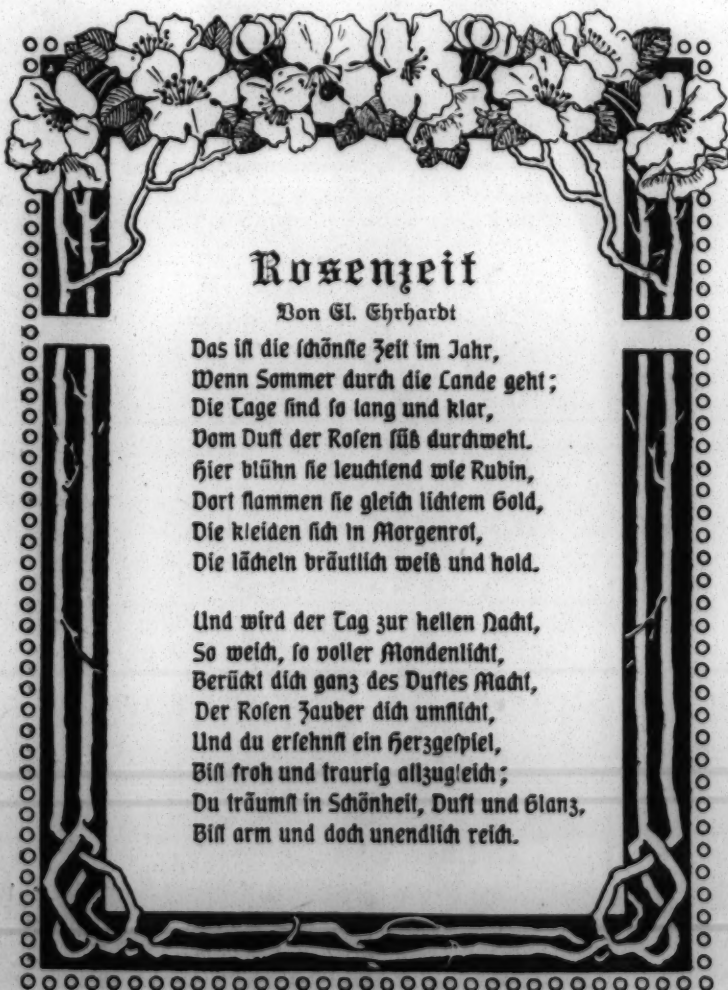 Rosenzeit
Von El. Ehrhardt
Das ist die schönste Zeit im Jahr,
Wenn Sommer durch die Lande geht;
Die Tage sind so lang und klar,
Vom Duft der Rosen süß durchweht.
Hier blühn sie leuchtend wie Rubin,
Dort flammen sie gleich lichtem Gold,
Die kleiden sich in Morgenrot,
Die lächeln bräutlich weiß und hold.

Und wird der Tag zur hellen Nacht,
So weich, so voller Mondenlicht,
Berückt dich ganz des Duftes Macht,
Der Rosen Zauber dich umflicht,
Und du ersehnst ein Herzgespiel,
Bist froh und traurig allzugleich;
Du träumst in Schönheit, Duft und Glanz,
Bist arm und doch unendlich reich.